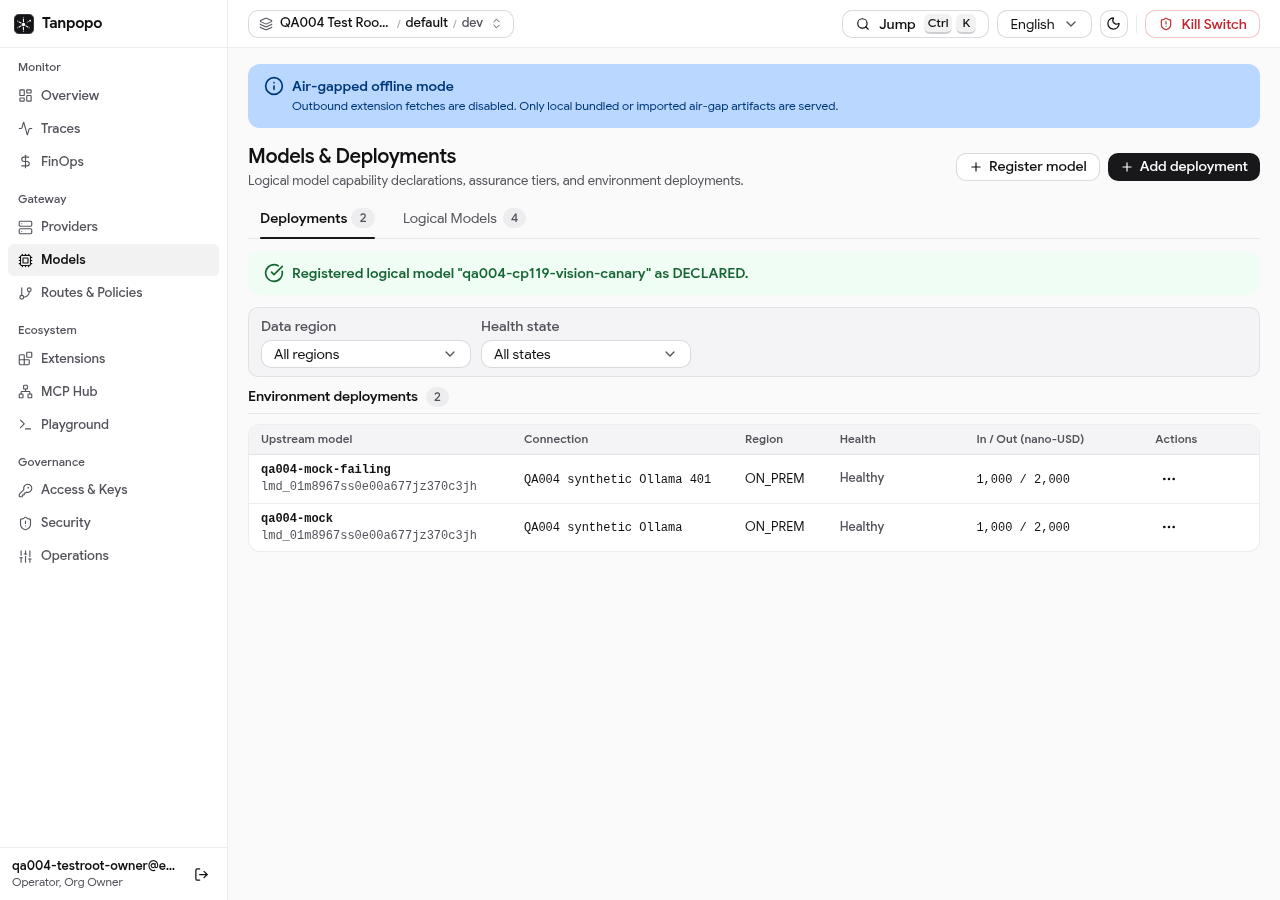 Tanpopo
QA004 Test Roo... / default / dev
Jump Ctrl K
English
Kill Switch
Monitor
Overview
Traces
FinOps
Gateway
Providers
Models
Routes & Policies
Ecosystem
Extensions
MCP Hub
Playground
Governance
Access & Keys
Security
Operations
qa004-testroot-owner@e...
Operator, Org Owner
Air-gapped offline mode
Outbound extension fetches are disabled. Only local bundled or imported air-gap artifacts are served.
Models & Deployments
Logical model capability declarations, assurance tiers, and environment deployments.
Register model
Add deployment
Deployments 2
Logical Models 4
Registered logical model "qa004-cp119-vision-canary" as DECLARED.
Data region
Health state
All regions
All states
Environment deployments 2
Upstream model Connection Region Health In / Out (nano-USD) Actions
qa004-mock-failing
lmd_01m8967ss0e00a677jz370c3jh
QA004 synthetic Ollama 401 ON_PREM Healthy 1,000 / 2,000
qa004-mock
lmd_01m8967ss0e00a677jz370c3jh
QA004 synthetic Ollama ON_PREM Healthy 1,000 / 2,000